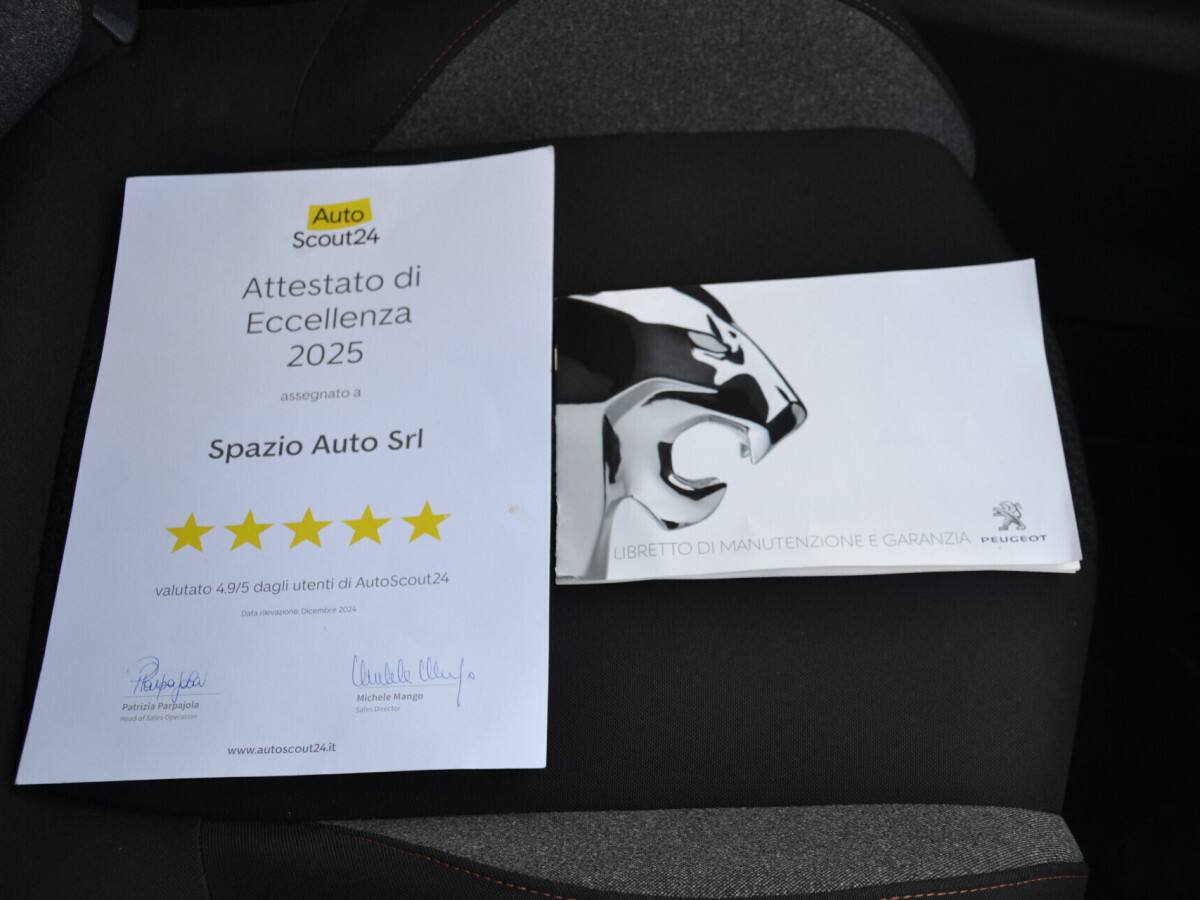 Auto
Scout24
Attestato di
Eccellenza
2025
assegnato a
Spazio Auto Srl
valutato 4.9/5 dagli utenti di AutoScout24
Data rilevazione: Dicembre 2024
Patrizia Parpajola
Head of Sales Operation
Michele Mango
Sales Director
www.autoscout24.it
LIBRETTO DI MANUTENZIONE E GARANZIA
PEUGEOT